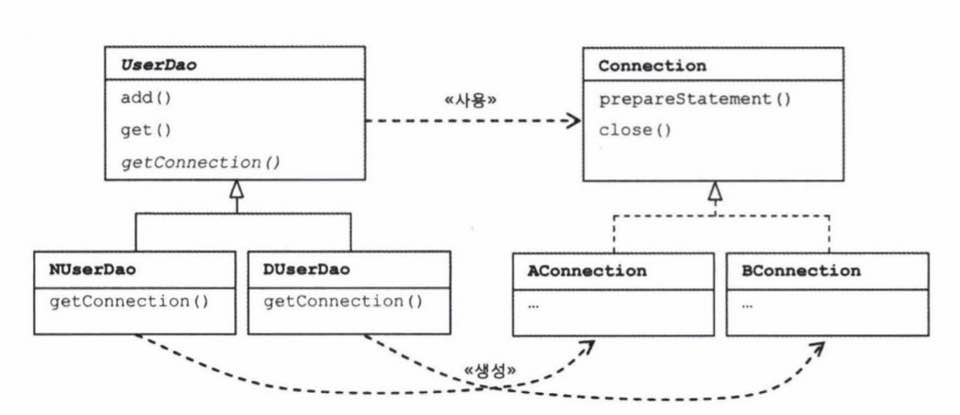 UserDao
add()
get()
getConnection()
«사용»
Connection
prepareStatement()
close()
NUserDao
getConnection()
DUserDao
getConnection()
AConnection
…
BConnection
…
«생성»